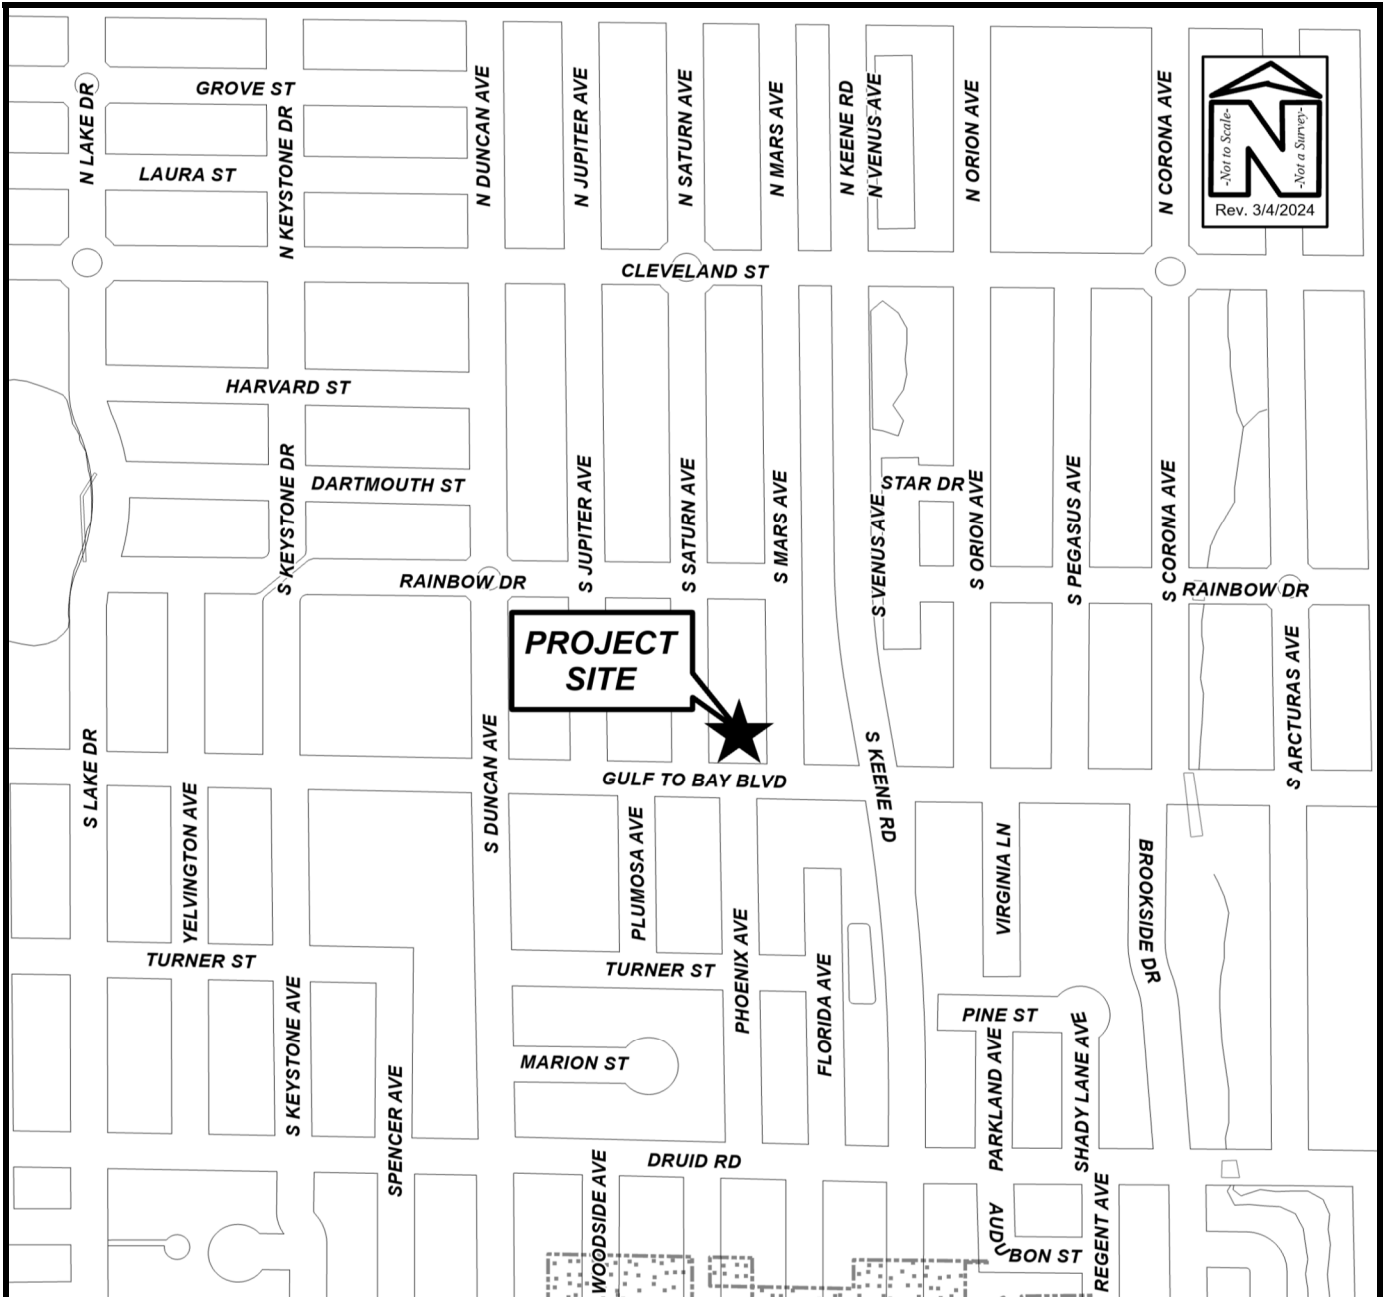 GROVE ST
N LAKE DR
N KEYSTONE DR
N DUNCAN AVE
N JUPITER AVE
N SATURN AVE
N MARS AVE
N KEENE RD
N VENUS AVE
N ORION AVE
N CORONA AVE
-Not to Scale-
N
-Not a Survey-
Rev. 3/4/2024
LAURA ST
CLEVELAND ST
HARVARD ST
S KEYSTONE DR
DARTMOUTH ST
S JUPITER AVE
S SATURN AVE
S MARS AVE
S VENUS AVE
STAR DR
S ORION AVE
S PEGASUS AVE
S CORONA AVE
RAINBOW DR
RAINBOW DR
PROJECT
SITE
S ARCTURAS AVE
S LAKE DR
S DUNCAN AVE
S KEENE RD
GULF TO BAY BLVD
YELVINGTON AVE
PLUMOSA AVE
VIRGINIA LN
BROOKSIDE DR
PHOENIX AVE
TURNER ST
TURNER ST
FLORIDA AVE
S KEYSTONE AVE
PINE ST
MARION ST
PARKLAND AVE
SHADY LANE AVE
SPENCER AVE
DRUID RD
WOODSIDE AVE
REGENT AVE
AUDUBON ST